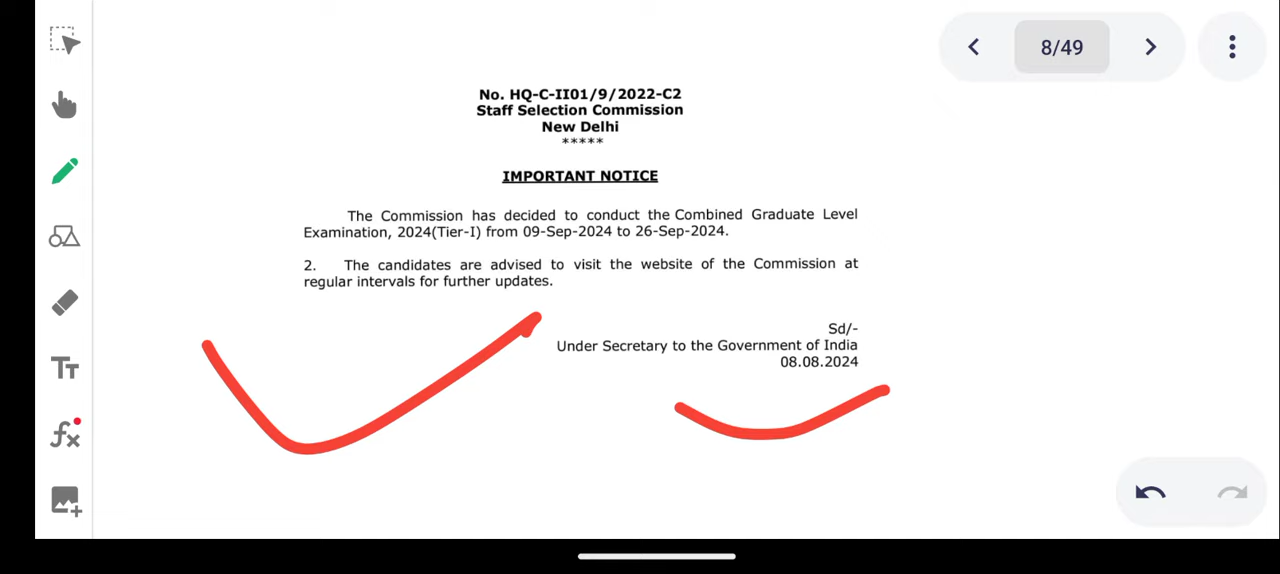 8/49
No. HQ-C-II01/9/2022-C2
Staff Selection Commission
New Delhi
*****
IMPORTANT NOTICE
The Commission has decided to conduct the Combined Graduate Level
Examination, 2024(Tier-I) from 09-Sep-2024 to 26-Sep-2024.
2. The candidates are advised to visit the website of the Commission at
regular intervals for further updates.
Sd/-
Under Secretary to the Government of India
08.08.2024
TT
fx